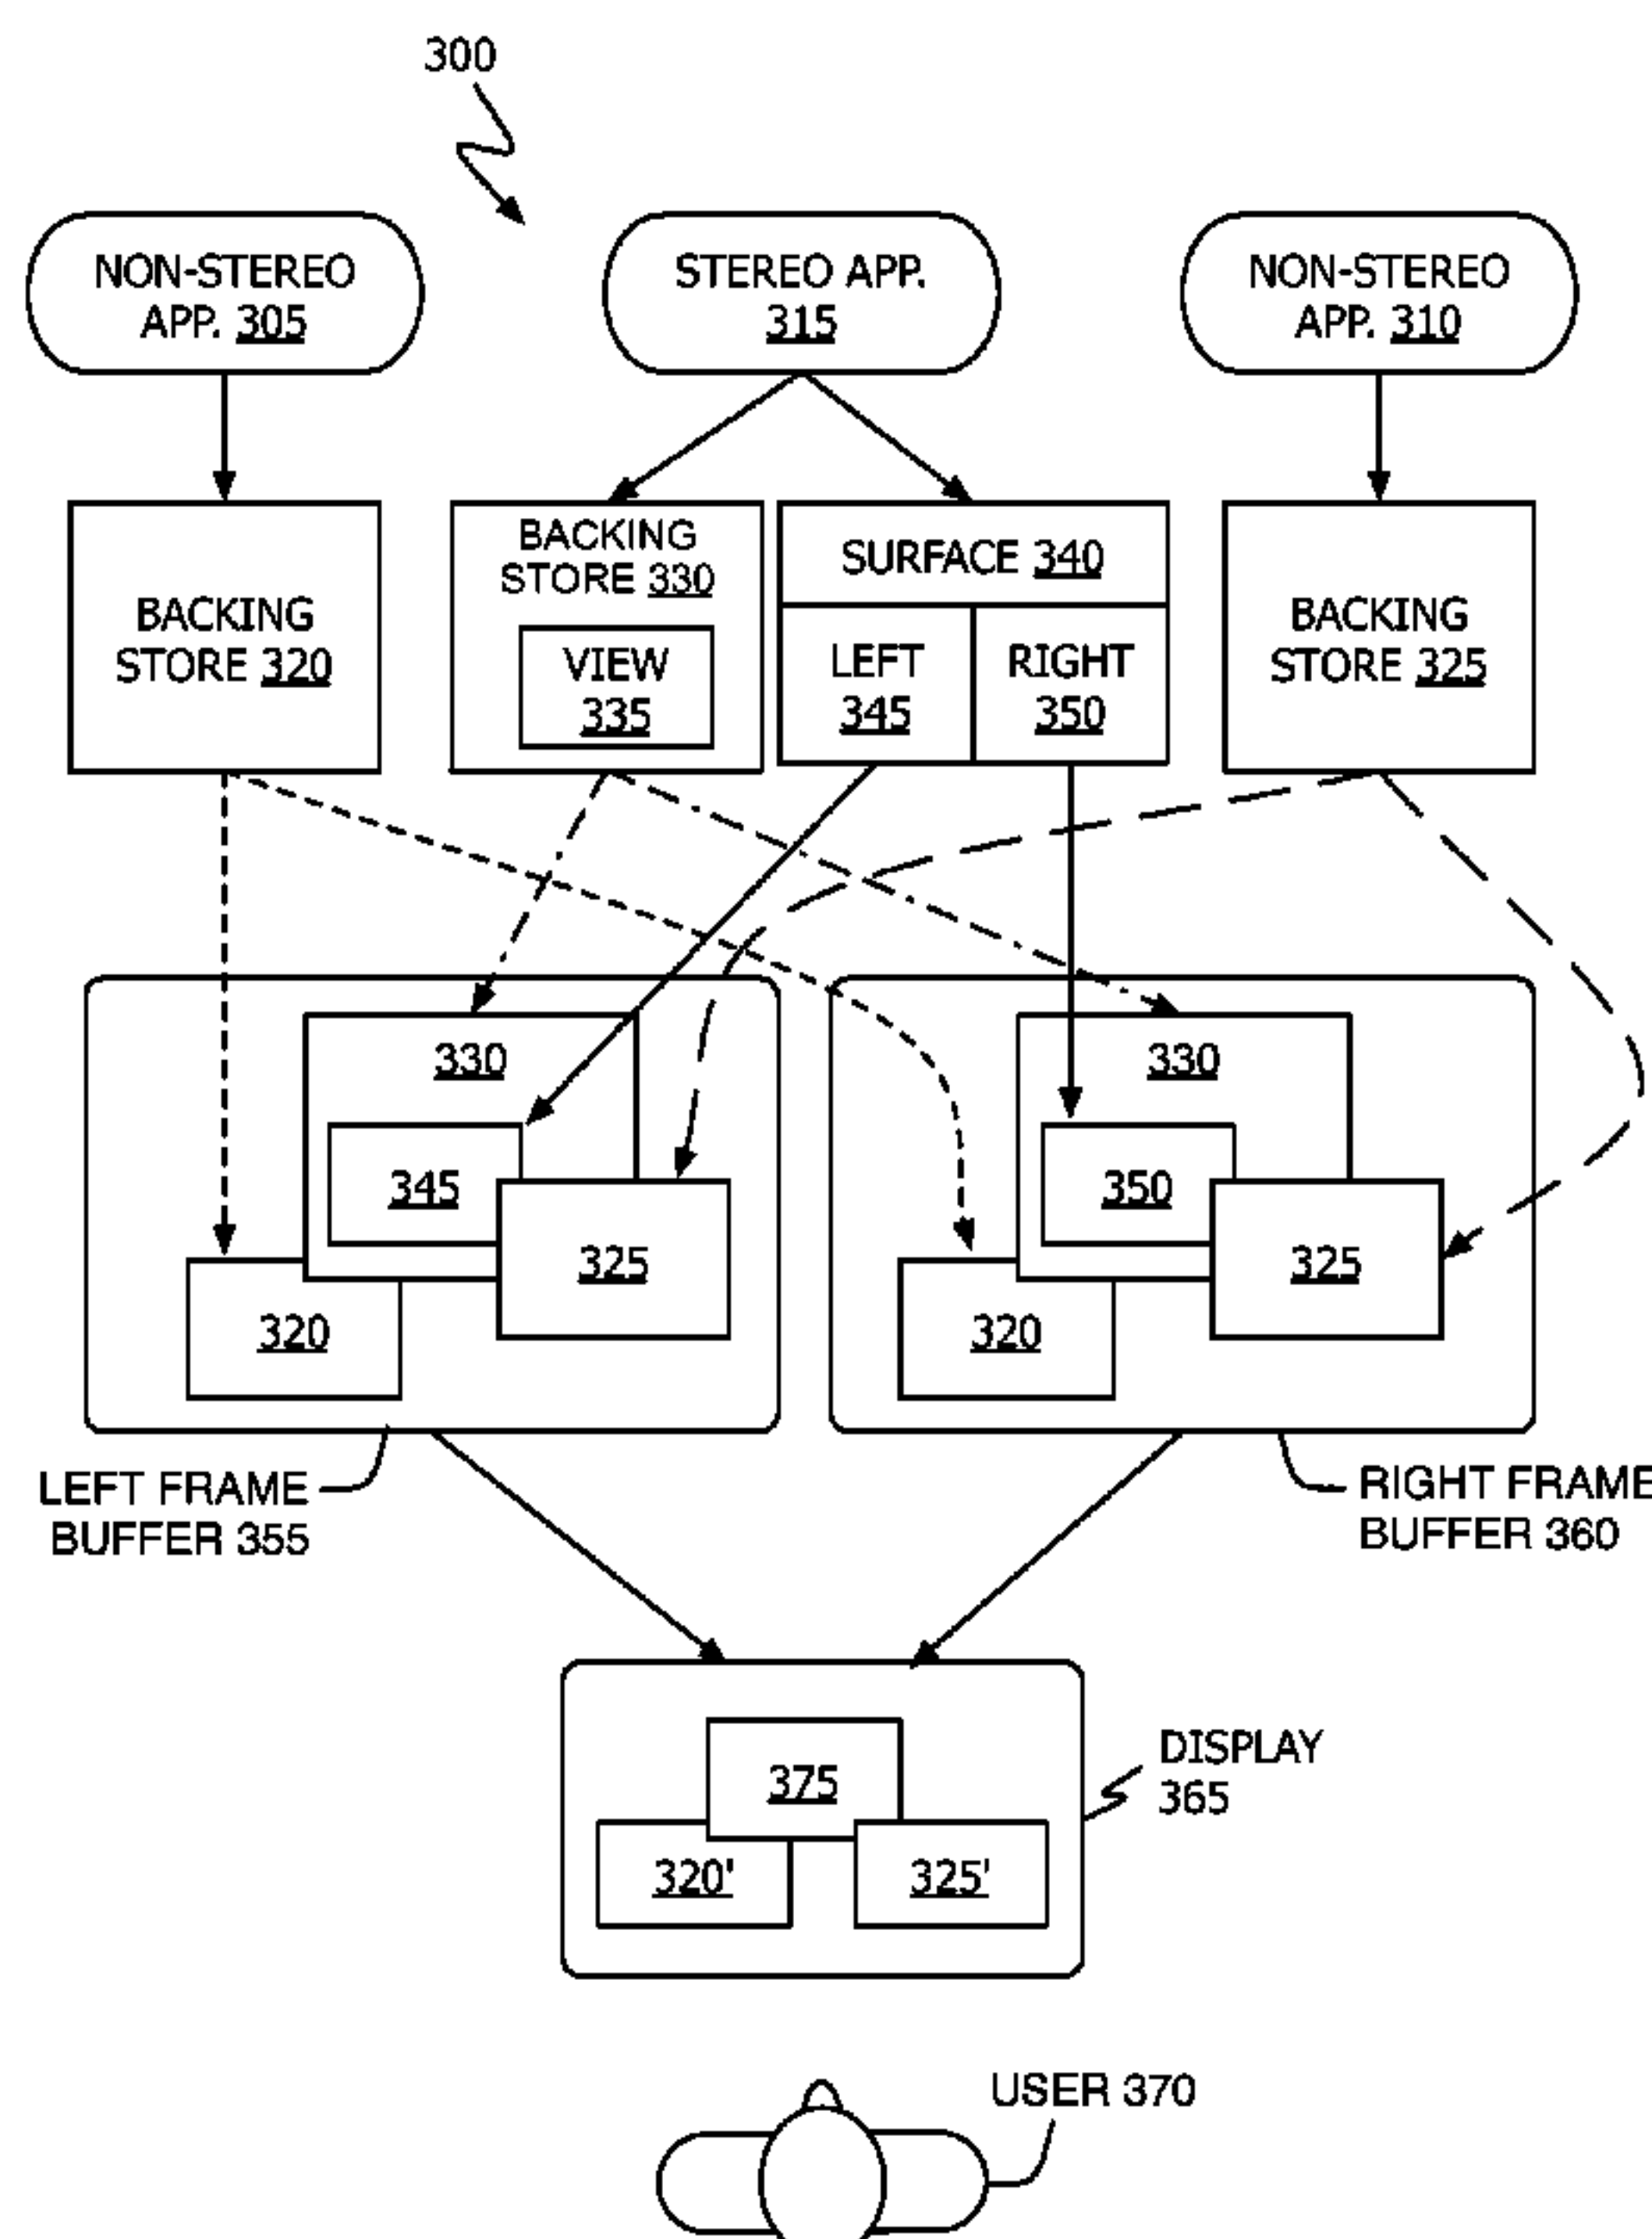 300
NON-STEREO
APP. 305
STEREO APP.
315
NON-STEREO
APP. 310
BACKING
STORE 320
BACKING
STORE 330
VIEW
335
SURFACE 340
LEFT
345
RIGHT
350
BACKING
STORE 325
330
345
325
320
330
350
325
320
LEFT FRAME
BUFFER 355
RIGHT FRAME
BUFFER 360
375
320'
325'
DISPLAY
365
USER 370